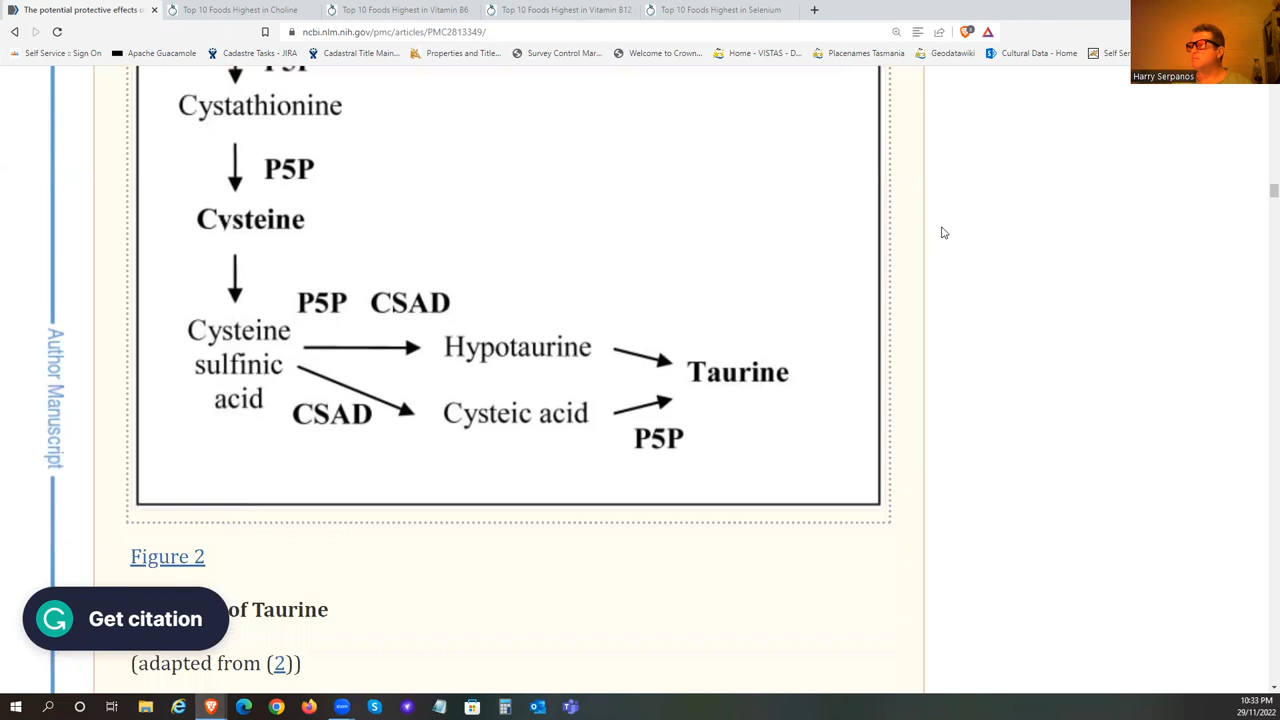 The potential protective effects o
Top 10 Foods Highest in Choline
Top 10 Foods Highest in Vitamin B6
Top 10 Foods Highest in Vitamin B12
Top 10 Foods Highest in Selenium
ncbi.nlm.nih.gov/pmc/articles/PMC2813349/
Self Service :: Sign On
Apache Guacamole
Cadastre Tasks - JIRA
Cadastral Title Main...
Properties and Title...
Survey Control Mar...
Welcome to Crown...
Home - VISTAS - D...
Placenames Tasmania
Geodatawiki
Cultural Data - Home
Self Serv
Harry Serpanos
P5P
Cystathionine
P5P
Cysteine
P5P CSAD
Cysteine
sulfinic
acid
Hypotaurine
Taurine
CSAD
Cysteic acid
P5P
Author Manuscript
Figure 2
Get citation
of Taurine
(adapted from (2))
10:33 PM
29/11/2022